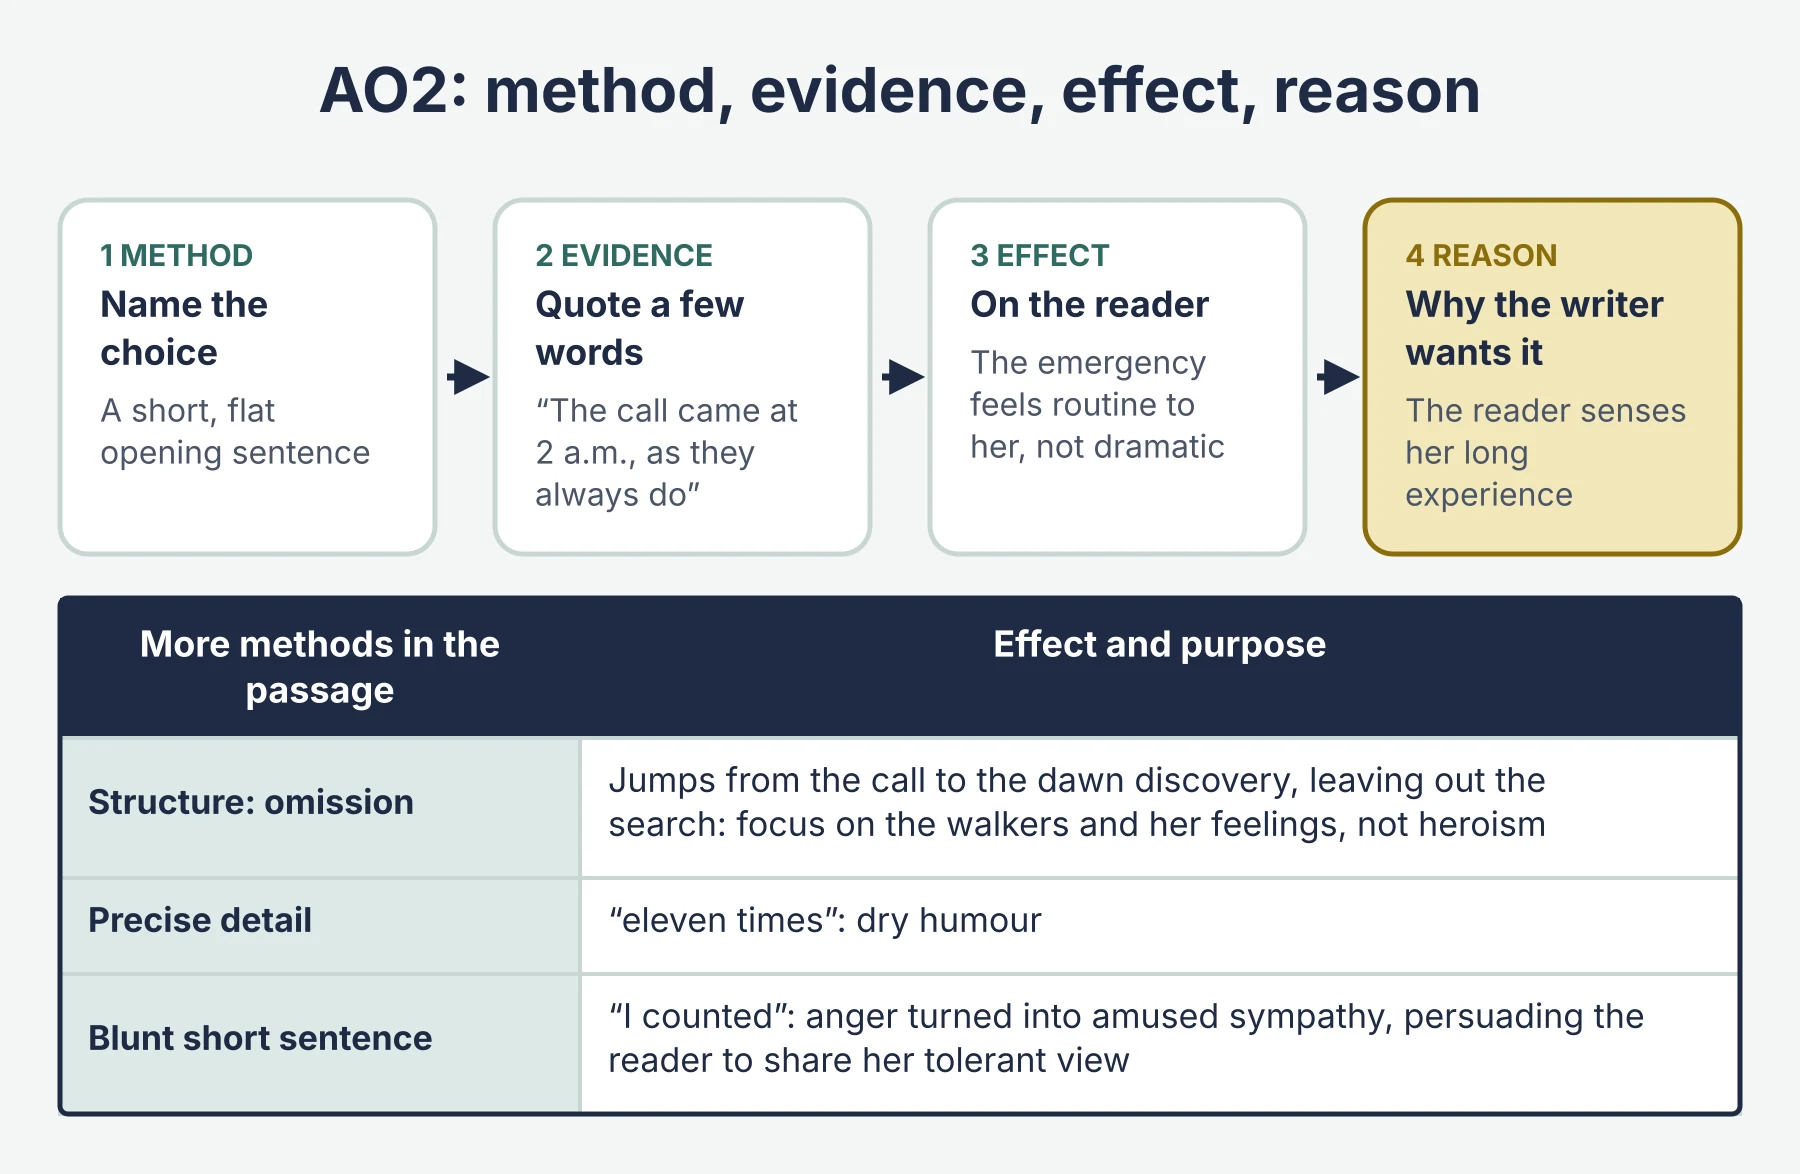 AO2: method, evidence, effect, reason
1 METHOD
Name the
choice
A short, flat
opening sentence
2 EVIDENCE
Quote a few
words
“The call came at
2 a.m., as they
always do”
3 EFFECT
On the reader
The emergency
feels routine to
her, not dramatic
4 REASON
Why the writer
wants it
The reader senses
her long
experience
More methods in the
passage
Effect and purpose
Structure: omission
Jumps from the call to the dawn discovery, leaving out the
search: focus on the walkers and her feelings, not heroism
Precise detail
“eleven times”: dry humour
Blunt short sentence
“I counted”: anger turned into amused sympathy, persuading the
reader to share her tolerant view